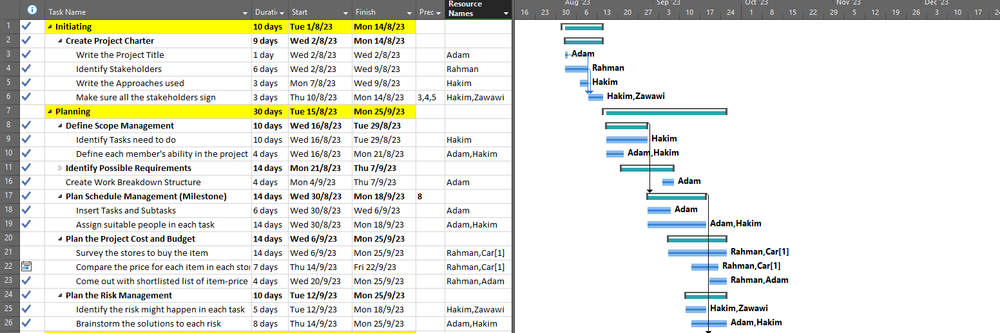 Task Name Duratio Start Finish Prec Resource Names
Aug '23 Sep '23 Oct '23 Nov '23 Dec '23
16 23 30 6 13 20 27 3 10 17 24 1 8 15 22 29 5 12 19 26 3 10 17 24
1 Initiating 10 days Tue 1/8/23 Mon 14/8/23
2 Create Project Charter 9 days Wed 2/8/23 Mon 14/8/23
3 Write the Project Title 1 day Wed 2/8/23 Wed 2/8/23 Adam Adam
4 Identify Stakeholders 6 days Wed 2/8/23 Wed 9/8/23 Rahman Rahman
5 Write the Approaches used 3 days Mon 7/8/23 Wed 9/8/23 Hakim Hakim
6 Make sure all the stakeholders sign 3 days Thu 10/8/23 Mon 14/8/23 3,4,5 Hakim,Zawawi Hakim,Zawawi
7 Planning 30 days Tue 15/8/23 Mon 25/9/23
8 Define Scope Management 10 days Wed 16/8/23 Tue 29/8/23
9 Identify Tasks need to do 10 days Wed 16/8/23 Tue 29/8/23 Hakim Hakim
10 Define each member's ability in the project 4 days Wed 16/8/23 Mon 21/8/23 Adam,Hakim Adam,Hakim
11 Identify Possible Requirements 14 days Mon 21/8/23 Thu 7/9/23
16 Create Work Breakdown Structure 4 days Mon 4/9/23 Thu 7/9/23 Adam Adam
17 Plan Schedule Management (Milestone) 14 days Wed 30/8/23 Mon 18/9/23 8
18 Insert Tasks and Subtasks 6 days Wed 30/8/23 Wed 6/9/23 Adam Adam
19 Assign suitable people in each task 14 days Wed 30/8/23 Mon 18/9/23 Adam,Hakim Adam,Hakim
20 Plan the Project Cost and Budget 14 days Wed 6/9/23 Mon 25/9/23
21 Survey the stores to buy the item 14 days Wed 6/9/23 Mon 25/9/23 Rahman,Car[1] Rahman,Car[1]
22 Compare the price for each item in each sto 7 days Thu 14/9/23 Fri 22/9/23 Rahman,Car[1] Rahman,Car[1]
23 Come out with shortlisted list of item-price 4 days Wed 20/9/23 Mon 25/9/23 Rahman,Adam Rahman,Adam
24 Plan the Risk Management 10 days Tue 12/9/23 Mon 25/9/23
25 Identify the risk might happen in each task 5 days Tue 12/9/23 Mon 18/9/23 Hakim,Zawawi Hakim,Zawawi
26 Brainstorm the solutions to each risk 8 days Thu 14/9/23 Mon 25/9/23 Adam,Hakim Adam,Hakim